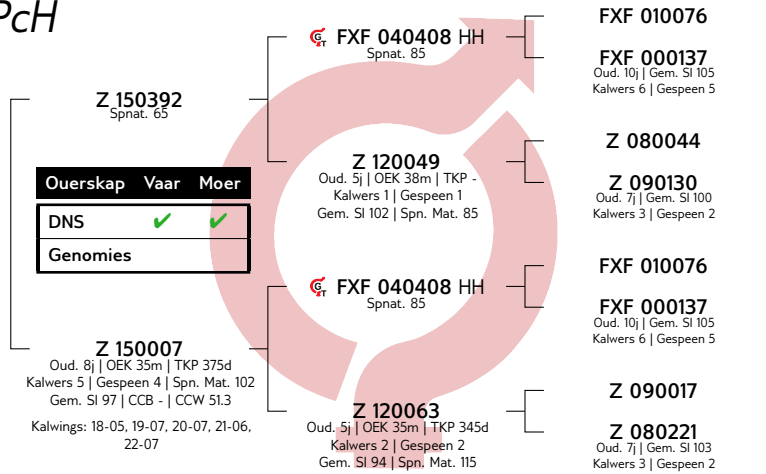 PcH
Z 150392
Spnat. 65
Ouerskap Vaar Moer
DNS ✔ ✔
Genomies
Z 150007
Oud. 8j | OEK 35m | TKP 375d
Kalwers 5 | Gespeen 4 | Spn. Mat. 102
Gem. SI 97 | CCB - | CCW 51.3
Kalwings: 18-05, 19-07, 20-07, 21-06,
22-07
GT FXF 040408 HH
Spnat. 85
Z 120049
Oud. 5j | OEK 38m | TKP -
Kalwers 1 | Gespeen 1
Gem. SI 102 | Spn. Mat. 85
GT FXF 040408 HH
Spnat. 85
Z 120063
Oud. 5j | OEK 35m | TKP 345d
Kalwers 2 | Gespeen 2
Gem. SI 94 | Spn. Mat. 115
FXF 010076
FXF 000137
Oud. 10j | Gem. SI 105
Kalwers 6 | Gespeen 5
Z 080044
Z 090130
Oud. 7j | Gem. SI 100
Kalwers 3 | Gespeen 2
FXF 010076
FXF 000137
Oud. 10j | Gem. SI 105
Kalwers 6 | Gespeen 5
Z 090017
Z 080221
Oud. 7j | Gem. SI 103
Kalwers 3 | Gespeen 2